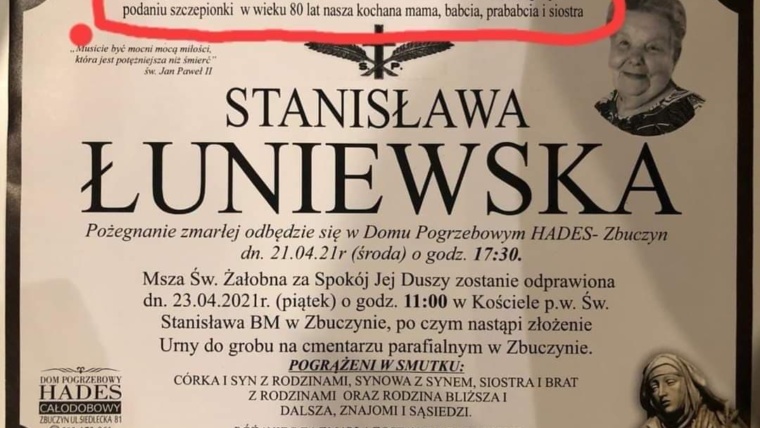 podaniu szczepionki w wieku 80 lat nasza kochana mama, babcia, prababcia i siostra
„Musicie być mocni mocą miłości,
która jest potężniejsza niż śmierć”
św. Jan Paweł II
Ś. P.
STANISŁAWA
ŁUNIEWSKA
Pożegnanie zmarłej odbędzie się w Domu Pogrzebowym HADES- Zbuczyn
dn. 21.04.21r (środa) o godz. 17:30.
Msza Św. Żałobna za Spokój Jej Duszy zostanie odprawiona
dn. 23.04.2021r. (piątek) o godz. 11:00 w Kościele p.w. Św.
Stanisława BM w Zbuczynie, po czym nastąpi złożenie
Urny do grobu na cmentarzu parafialnym w Zbuczynie.
POGRĄŻENI W SMUTKU:
CÓRKA I SYN Z RODZINAMI, SYNOWA Z SYNEM, SIOSTRA I BRAT
Z RODZINAMI ORAZ RODZINA BLIŻSZA I
DALSZA, ZNAJOMI I SĄSIEDZI.
DOM POGRZEBOWY
HADES
CAŁODOBOWY
ZBUCZYN UL.SIEDLECKA 81